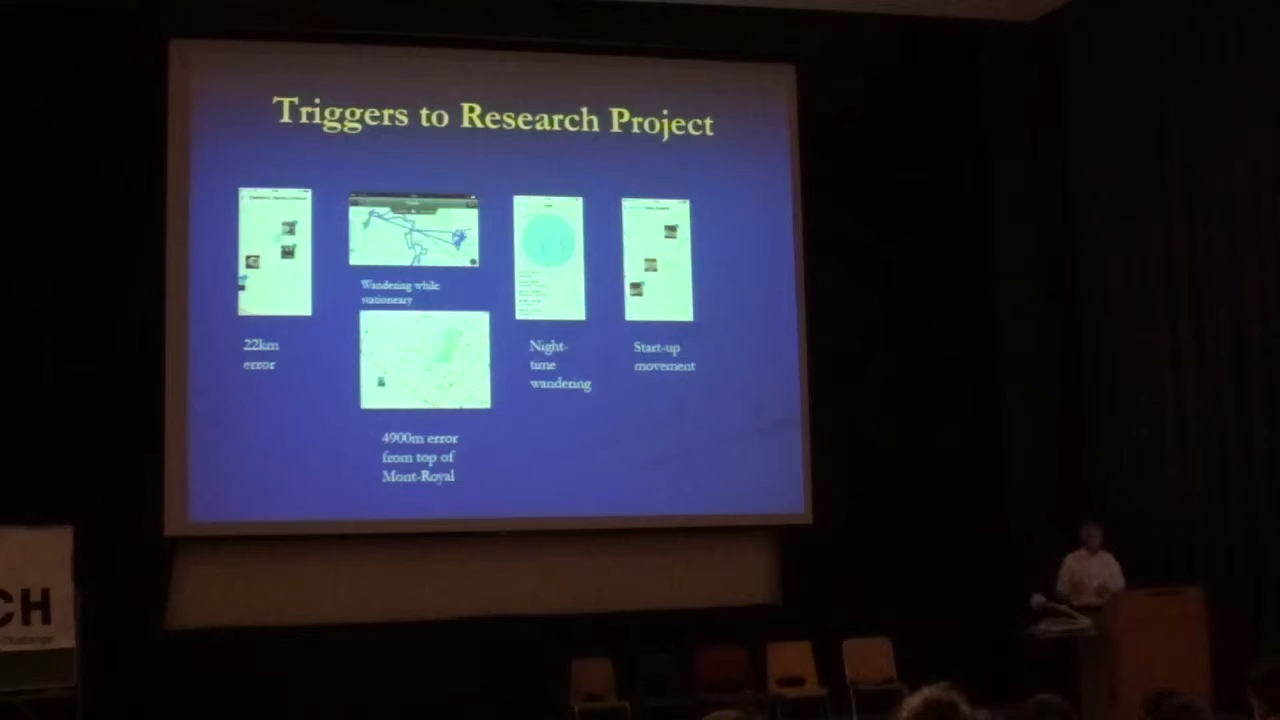 Triggers to Research Project
Wandering while
stationary
22km
error
Night-
time
wandering
Start-up
movement
4900m error
from top of
Mont-Royal
CH
Challenge